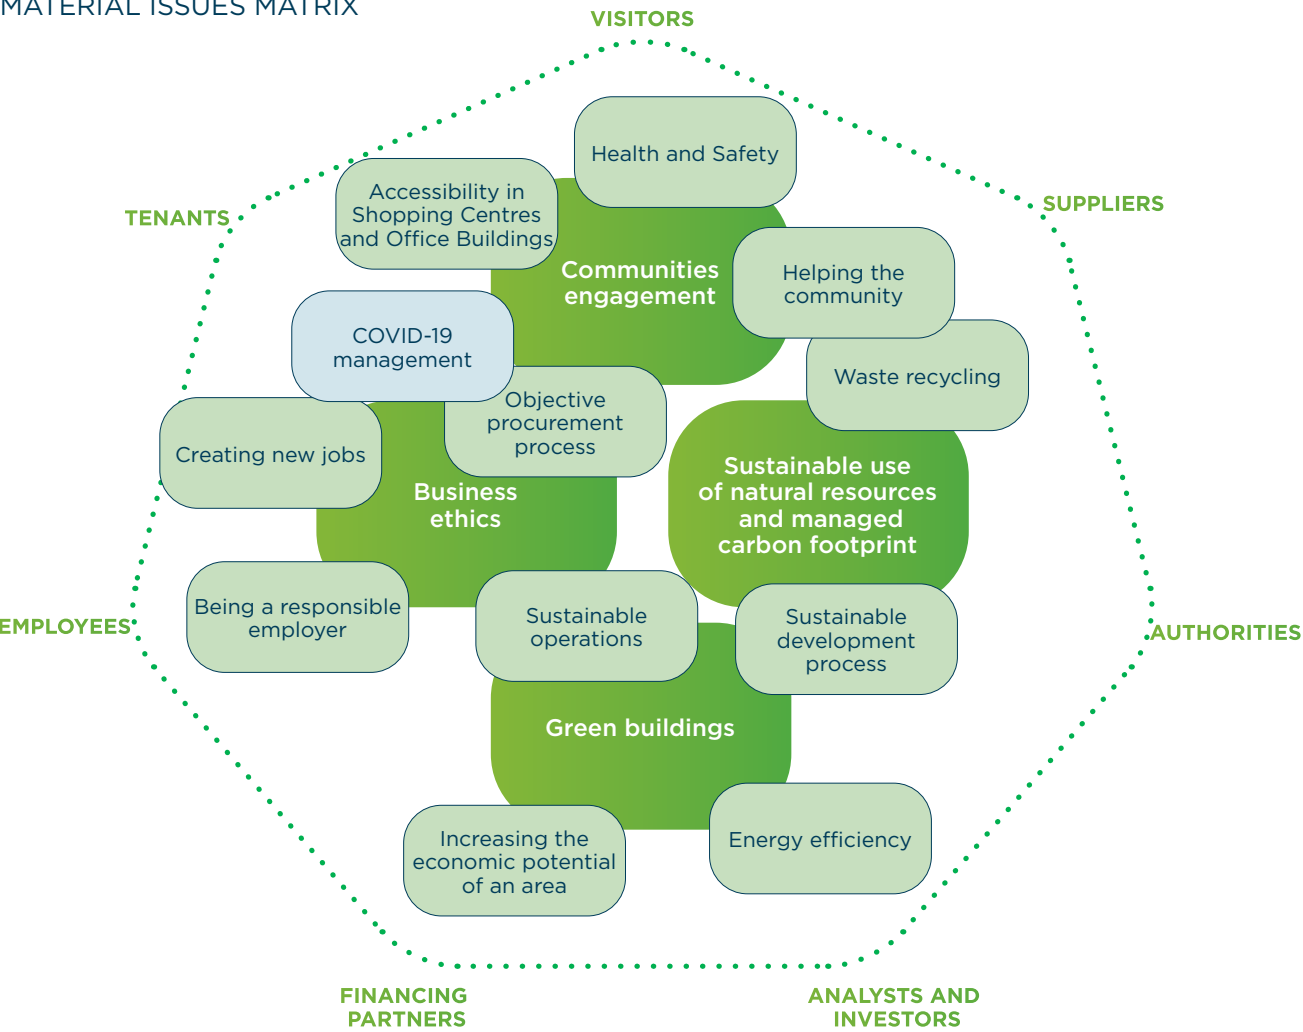 MATERIAL ISSUES MATRIX
VISITORS
Health and Safety
Accessibility in
Shopping Centres
and Office Buildings
TENANTS
SUPPLIERS
Communities
engagement
Helping the
community
COVID-19
management
Waste recycling
Objective
procurement
process
Creating new jobs
Business
ethics
Sustainable use
of natural resources
and managed
carbon footprint
Being a responsible
employer
Sustainable
operations
Sustainable
development
process
EMPLOYEES
AUTHORITIES
Green buildings
Increasing the
economic potential
of an area
Energy efficiency
FINANCING
PARTNERS
ANALYSTS AND
INVESTORS